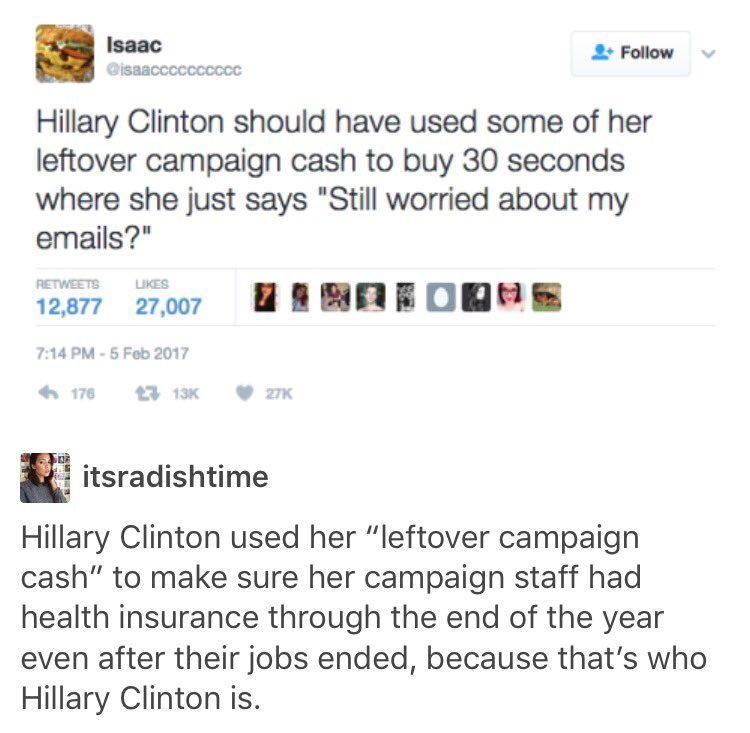 Isaac
@isaacccccccccc
Follow
Hillary Clinton should have used some of her
leftover campaign cash to buy 30 seconds
where she just says "Still worried about my
emails?"
RETWEETS LIKES
12,877 27,007
7:14 PM - 5 Feb 2017
176 13K 27K
itsradishtime
Hillary Clinton used her “leftover campaign
cash” to make sure her campaign staff had
health insurance through the end of the year
even after their jobs ended, because that’s who
Hillary Clinton is.